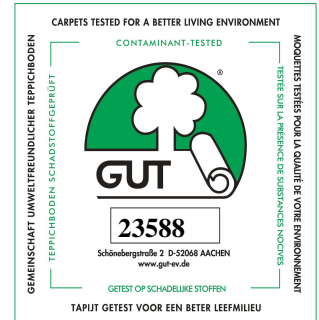 CARPETS TESTED FOR A BETTER LIVING ENVIRONMENT
CONTAMINANT-TESTED
GEMEINSCHAFT UMWELTFREUNDLICHER TEPPICHBODEN
TEPPICHBODEN SCHADSTOFFGEPRÜFT
MOQUETTES TESTÉES POUR LA QUALITÉ DE VOTRE ENVIRONNEMENT
TESTÉE SUR LA PRÉSENCE DE SUBSTANCES NOCIVES
®
GUT
23588
Schönebergstraße 2 D-52068 AACHEN
www.gut-ev.de
GETEST OP SCHADELIJKE STOFFEN
TAPIJT GETEST VOOR EEN BETER LEEFMILIEU